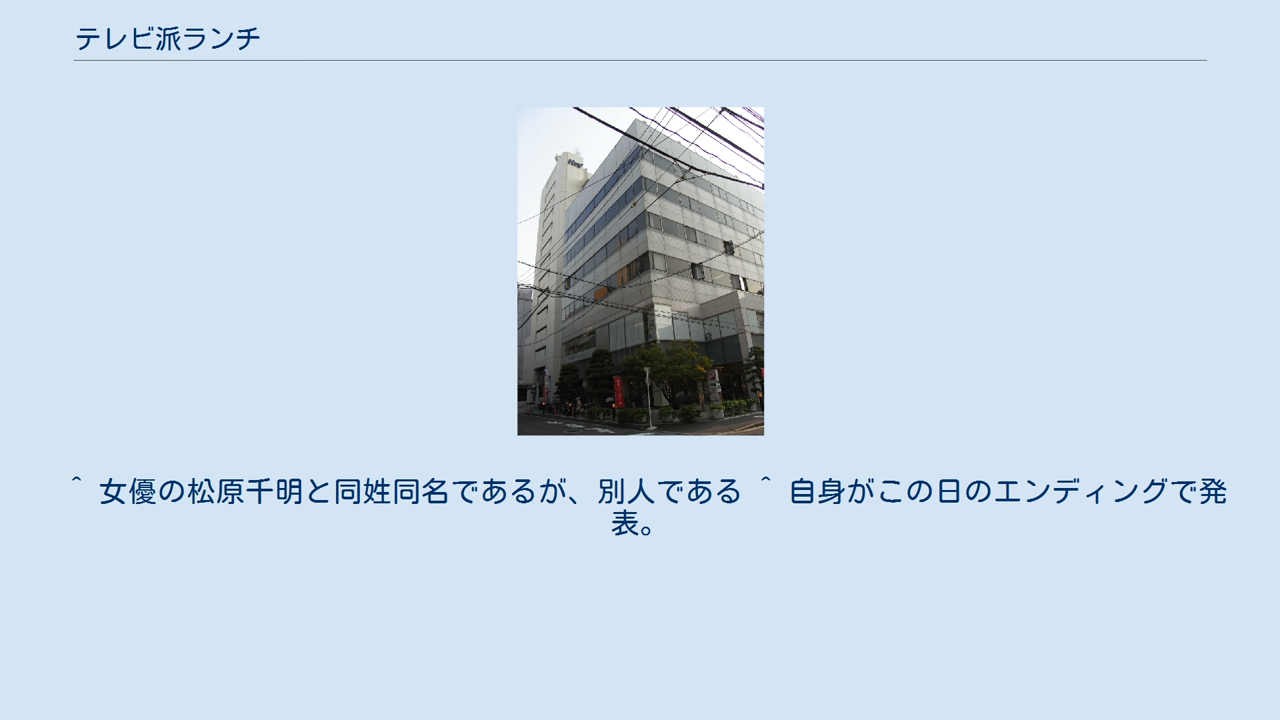 テレビ派ランチ
^ 女優の松原千明と同姓同名であるが、別人である ^ 自身がこの日のエンディングで発
表。